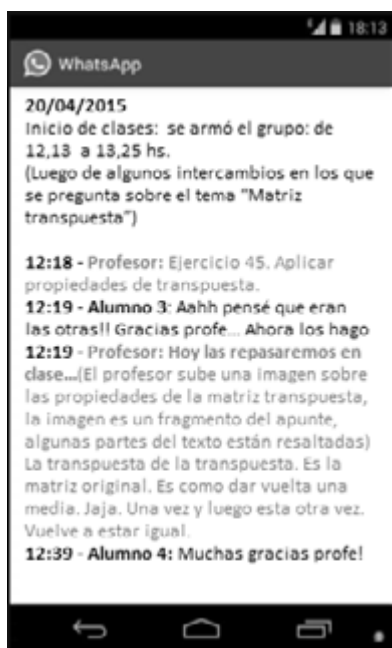 18:13
WhatsApp
20/04/2015
Inicio de clases: se armó el grupo: de
12,13 a 13,25 hs.
(Luego de algunos intercambios en los que
se pregunta sobre el tema "Matriz
transpuesta")
12:18 - Profesor: Ejercicio 45. Aplicar
propiedades de transpuesta.
12:19 - Alumno 3: Aahh pensé que eran
las otras!! Gracias profe... Ahora los hago
12:19 - Profesor: Hoy las repasaremos en
clase...(El profesor sube una imagen sobre
las propiedades de la matriz transpuesta,
la imagen es un fragmento del apunte,
algunas partes del texto están resaltadas)
La transpuesta de la transpuesta. Es la
matriz original. Es como dar vuelta una
media. Jaja. Una vez y luego esta otra vez.
Vuelve a estar igual.
12:39 - Alumno 4: Muchas gracias profe!